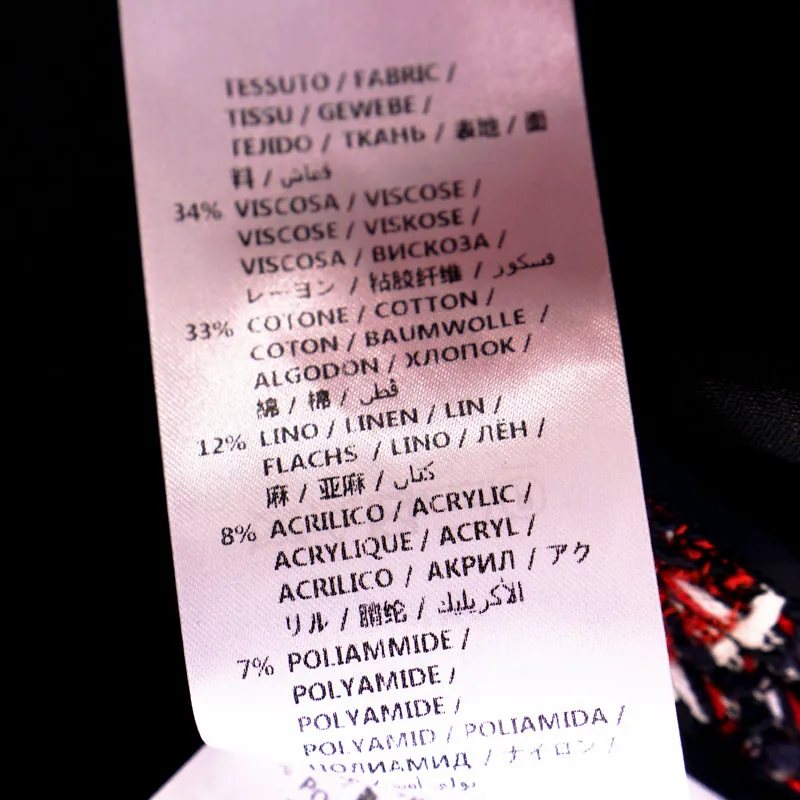 TESSUTO / FABRIC /
TISSU / GEWEBE /
TEJIDO / ТКАНЬ / 表地 / 面
料 / قماش
34% VISCOSA / VISCOSE /
VISCOSE / VISKOSE /
VISCOSA / ВИСКОЗА /
レーヨン / 粘胶纤维 / فسكوز
33% COTONE / COTTON /
COTON / BAUMWOLLE /
ALGODON / ХЛОПОК /
綿 / 棉 / قطن
12% LINO / LINEN / LIN /
FLACHS / LINO / ЛЁН /
麻 / 亚麻 / كتان
8% ACRILICO / ACRYLIC /
ACRYLIQUE / ACRYL /
ACRILICO / АКРИЛ / アク
リル / 腈纶 / الأكريليك
7% POLIAMMIDE /
POLYAMIDE /
POLYAMIDE /
POLYAMID / POLIAMIDA /
ПОЛИАМИД / ナイロン /
PO